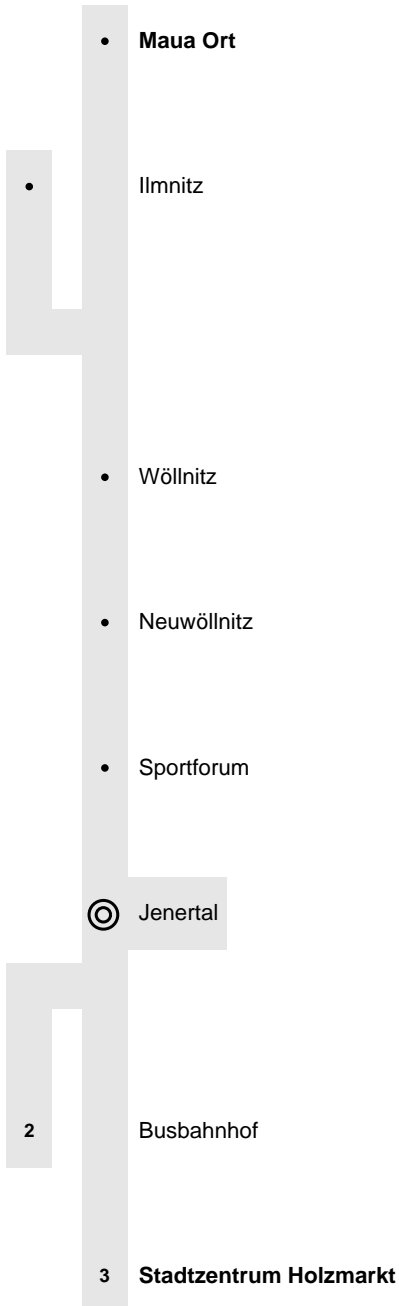 Maua Ort
Ilmnitz
Wöllnitz
Neuwöllnitz
Sportforum
Jenertal
2 Busbahnhof
3 Stadtzentrum Holzmarkt